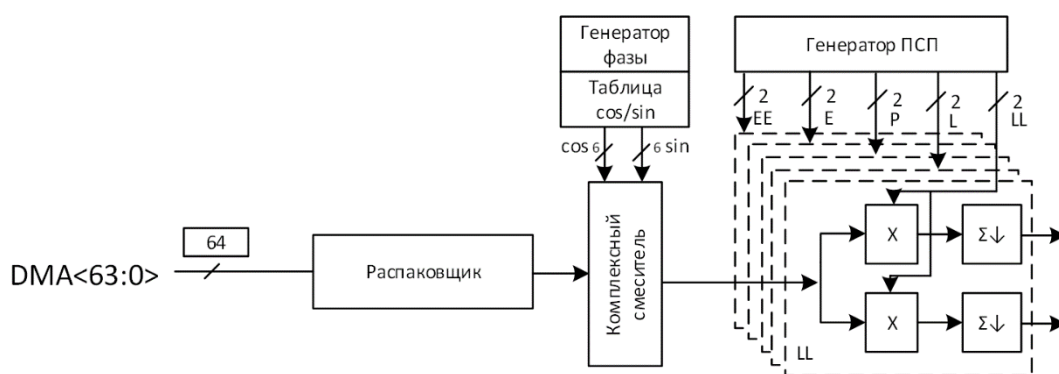 Генератор
фазы
Таблица
cos/sin
cos 6
6 sin
Генератор ПСП
2
EE
2
E
2
P
2
L
2
LL
64
DMA<63:0>
Распаковщик
Комплексный
смеситель
X
Σ↓
X
Σ↓
LL